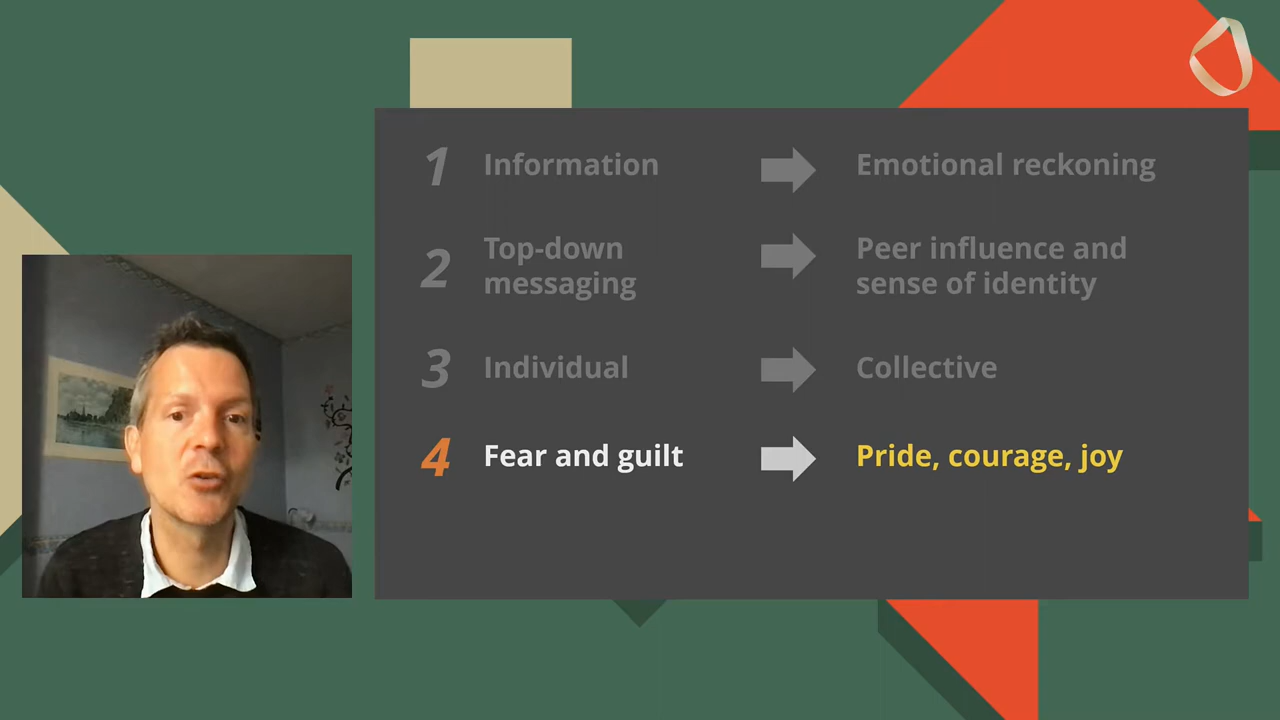 1 Information Emotional reckoning
2 Top-down messaging Peer influence and sense of identity
3 Individual Collective
4 Fear and guilt Pride, courage, joy